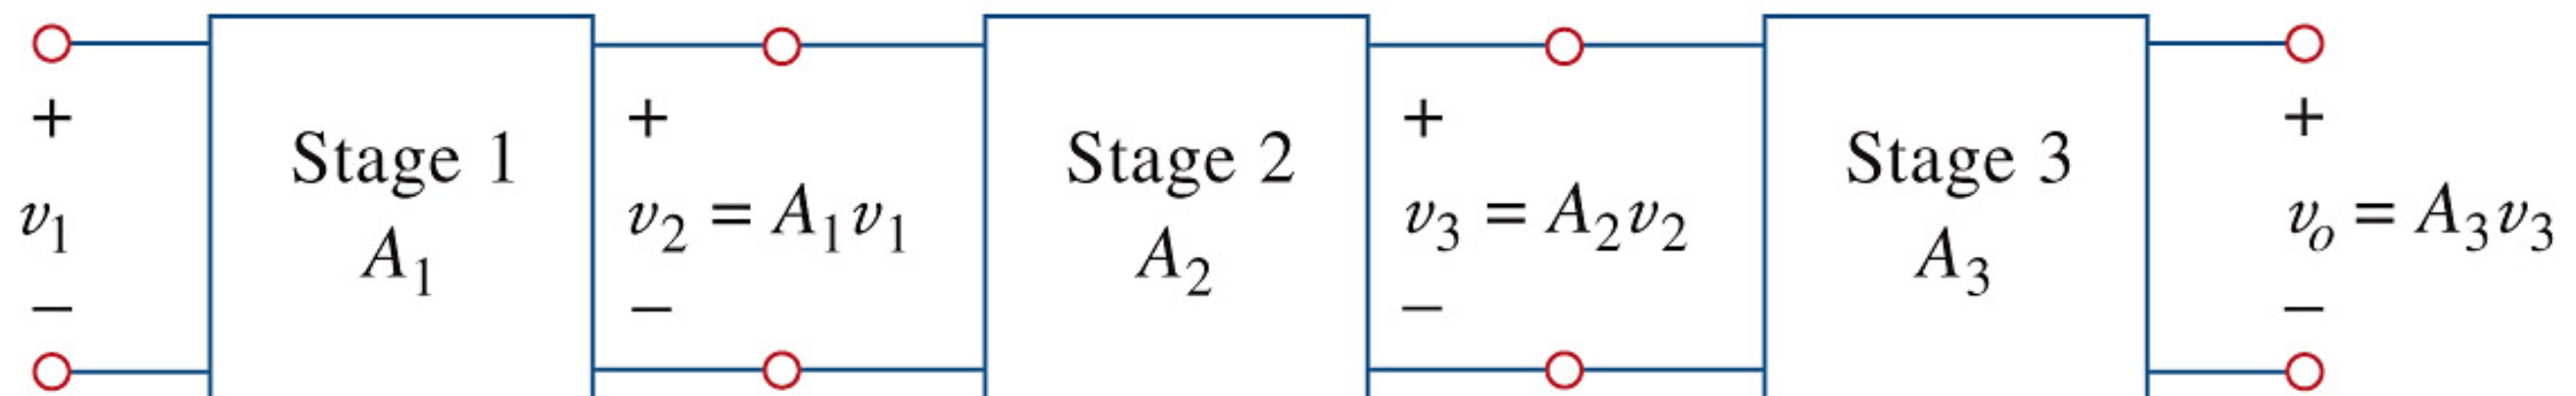 +
v₁
−
Stage 1
A₁
+
v₂ = A₁v₁
−
Stage 2
A₂
+
v₃ = A₂v₂
−
Stage 3
A₃
+
vₒ = A₃v₃
−